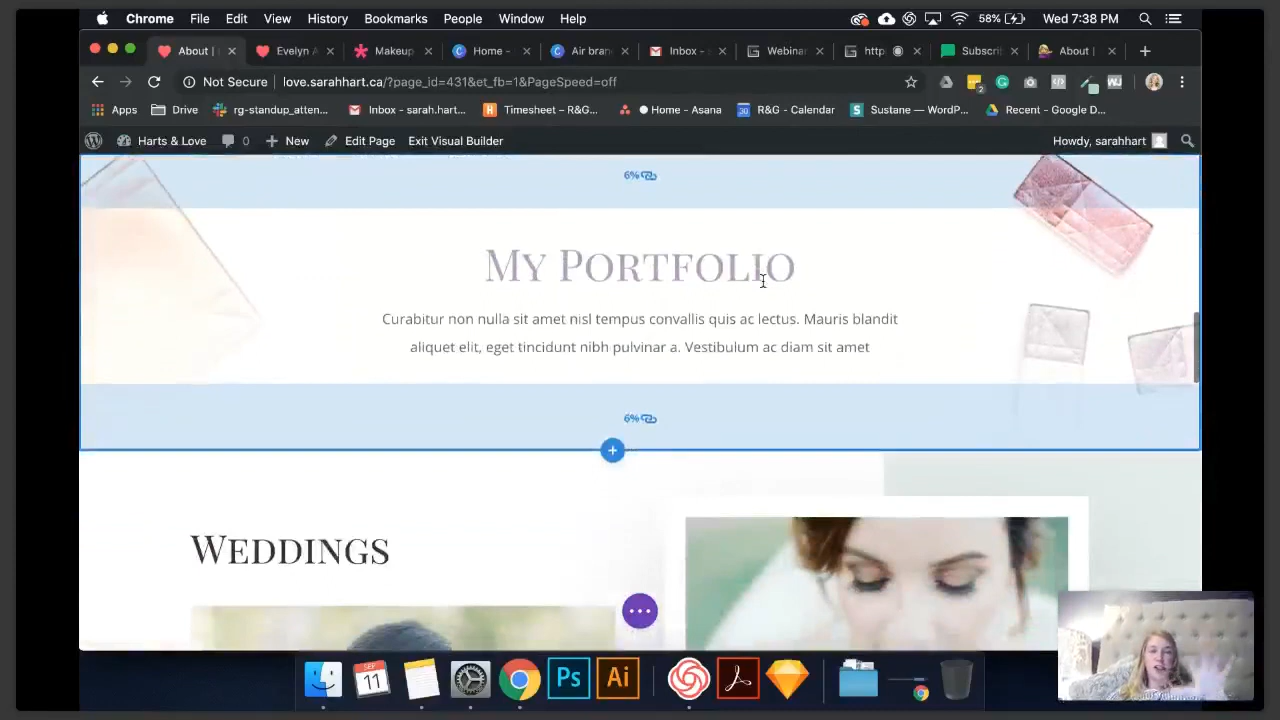 Chrome File Edit View History Bookmarks People Window Help 58% Wed 7:38 PM
About | Evelyn A Makeup Home - Air bran Inbox - Webinar http Subscri About |
Not Secure love.sarahhart.ca/?page_id=431&et_fb=1&PageSpeed=off
Apps Drive rg-standup_atten... Inbox - sarah.hart... Timesheet – R&G... Home - Asana R&G - Calendar Sustane — WordP... Recent - Google D...
Harts & Love 0 New Edit Page Exit Visual Builder Howdy, sarahhart
6%
My Portfolio
Curabitur non nulla sit amet nisl tempus convallis quis ac lectus. Mauris blandit
aliquet elit, eget tincidunt nibh pulvinar a. Vestibulum ac diam sit amet
6%
Weddings
SEP
11
Ps
Ai